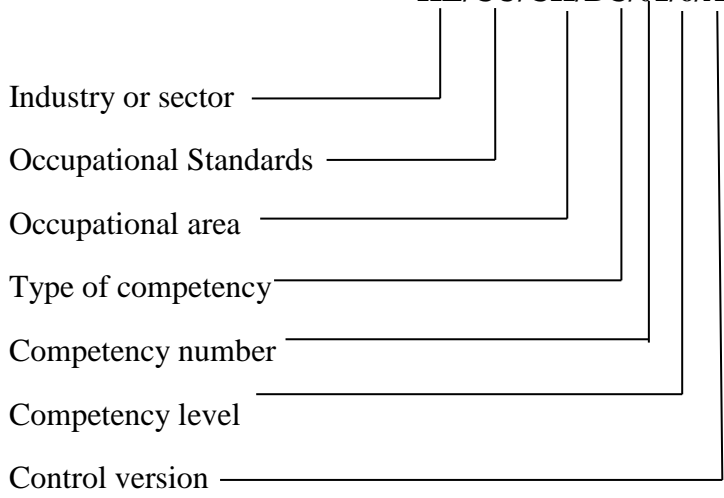 Industry or sector
Occupational Standards
Occupational area
Type of competency
Competency number
Competency level
Control version